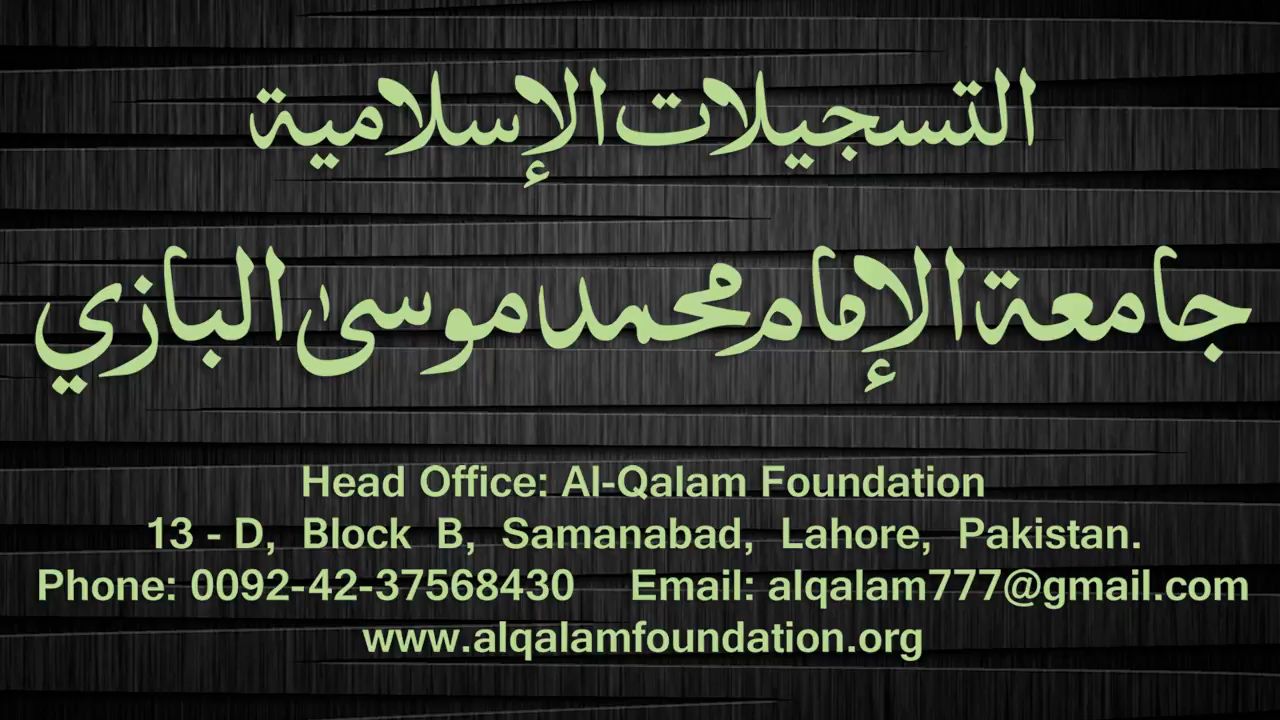 التسجيلات الإسلامية
جامعة الإمام محمد موسىٰ البازي
Head Office: Al-Qalam Foundation
13 - D, Block B, Samanabad, Lahore, Pakistan.
Phone: 0092-42-37568430 Email: alqalam777@gmail.com
www.alqalamfoundation.org